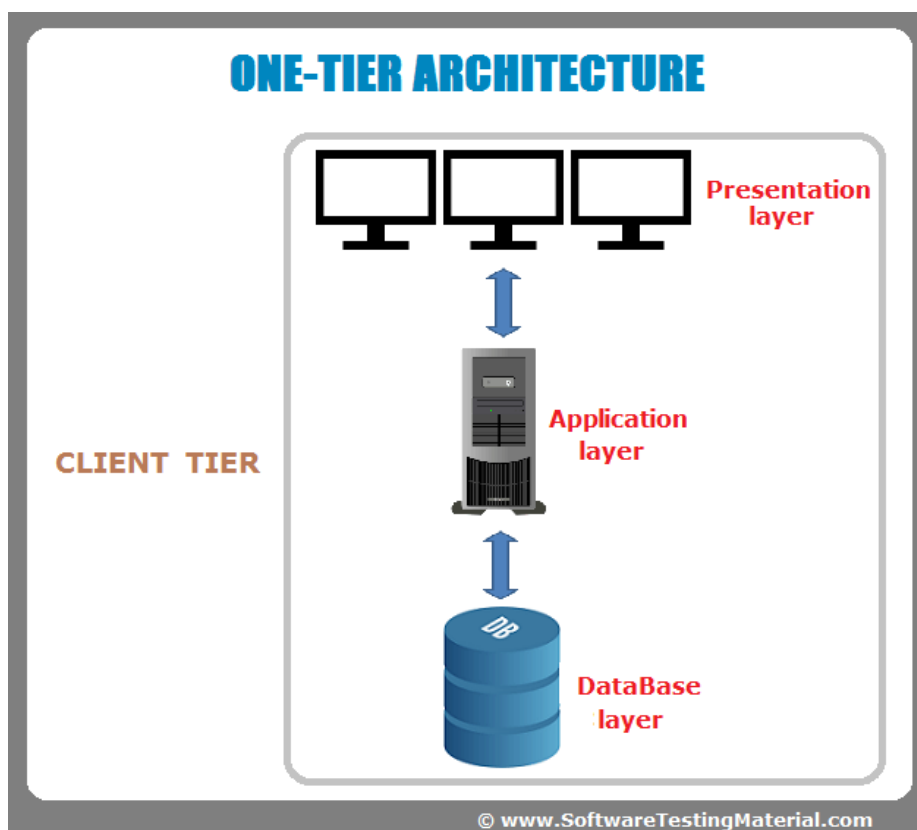 ONE-TIER ARCHITECTURE
Presentation
layer
Application
layer
CLIENT TIER
DB
DataBase
layer
© www.SoftwareTestingMaterial.com